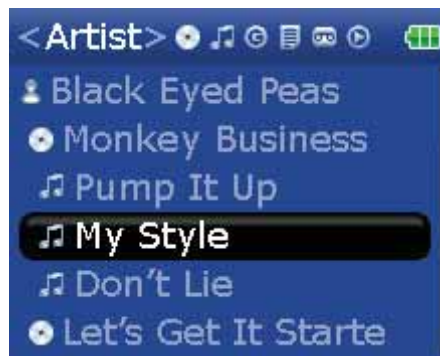 <Artist>
Black Eyed Peas
Monkey Business
Pump It Up
My Style
Don't Lie
Let's Get It Starte